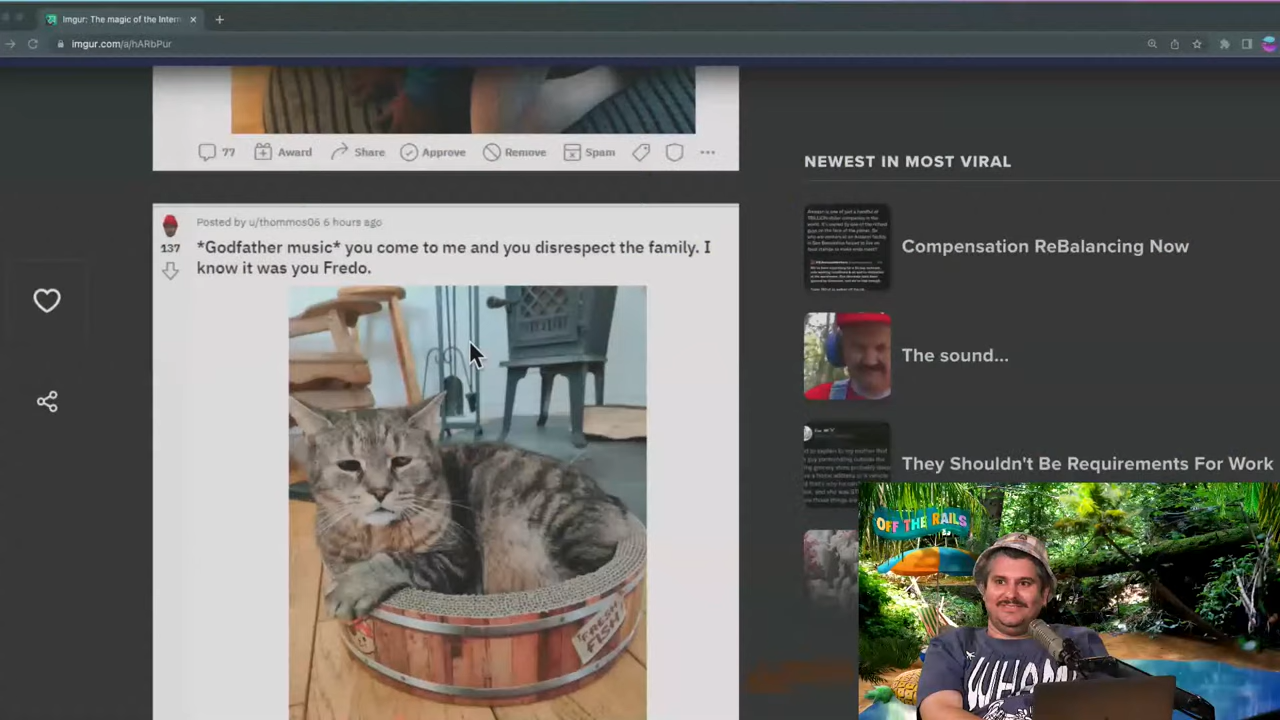 Imgur: The magic of the Intern
imgur.com/a/hARbPur
77 Award Share Approve Remove Spam
Posted by u/thommos06 6 hours ago
137
*Godfather music* you come to me and you disrespect the family. I
know it was you Fredo.
FRESH
FISH
NEWEST IN MOST VIRAL
Compensation ReBalancing Now
The sound...
They Shouldn't Be Requirements For Work
OFF THE RAILS
WHAM